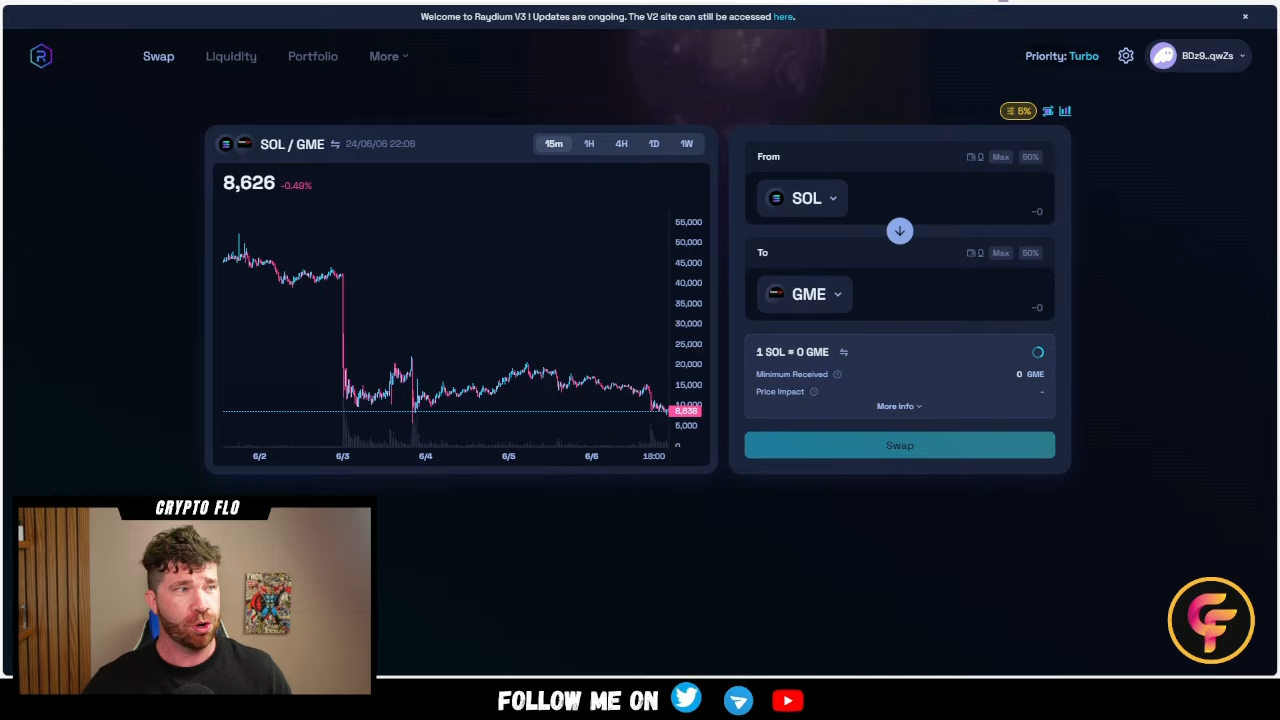 Welcome to Raydium V3! Updates are ongoing. The V2 site can still be accessed here.
Swap
Liquidity
Portfolio
More
Priority: Turbo
BDz9..qwZs
5%
SOL / GME
24/06/06 22:06
15m
1H
4H
1D
1W
8,626
-0.49%
55,000
50,000
45,000
40,000
35,000
30,000
25,000
20,000
15,000
10,000
8,638
5,000
0
6/2
6/3
6/4
6/5
6/6
18:00
From
0
Max
50%
SOL
~0
To
0
Max
50%
GME
~0
1 SOL ≈ 0 GME
Minimum Received
0 GME
Price Impact
-
More info
Swap
CRYPTO FLO
THOR
FOLLOW ME ON